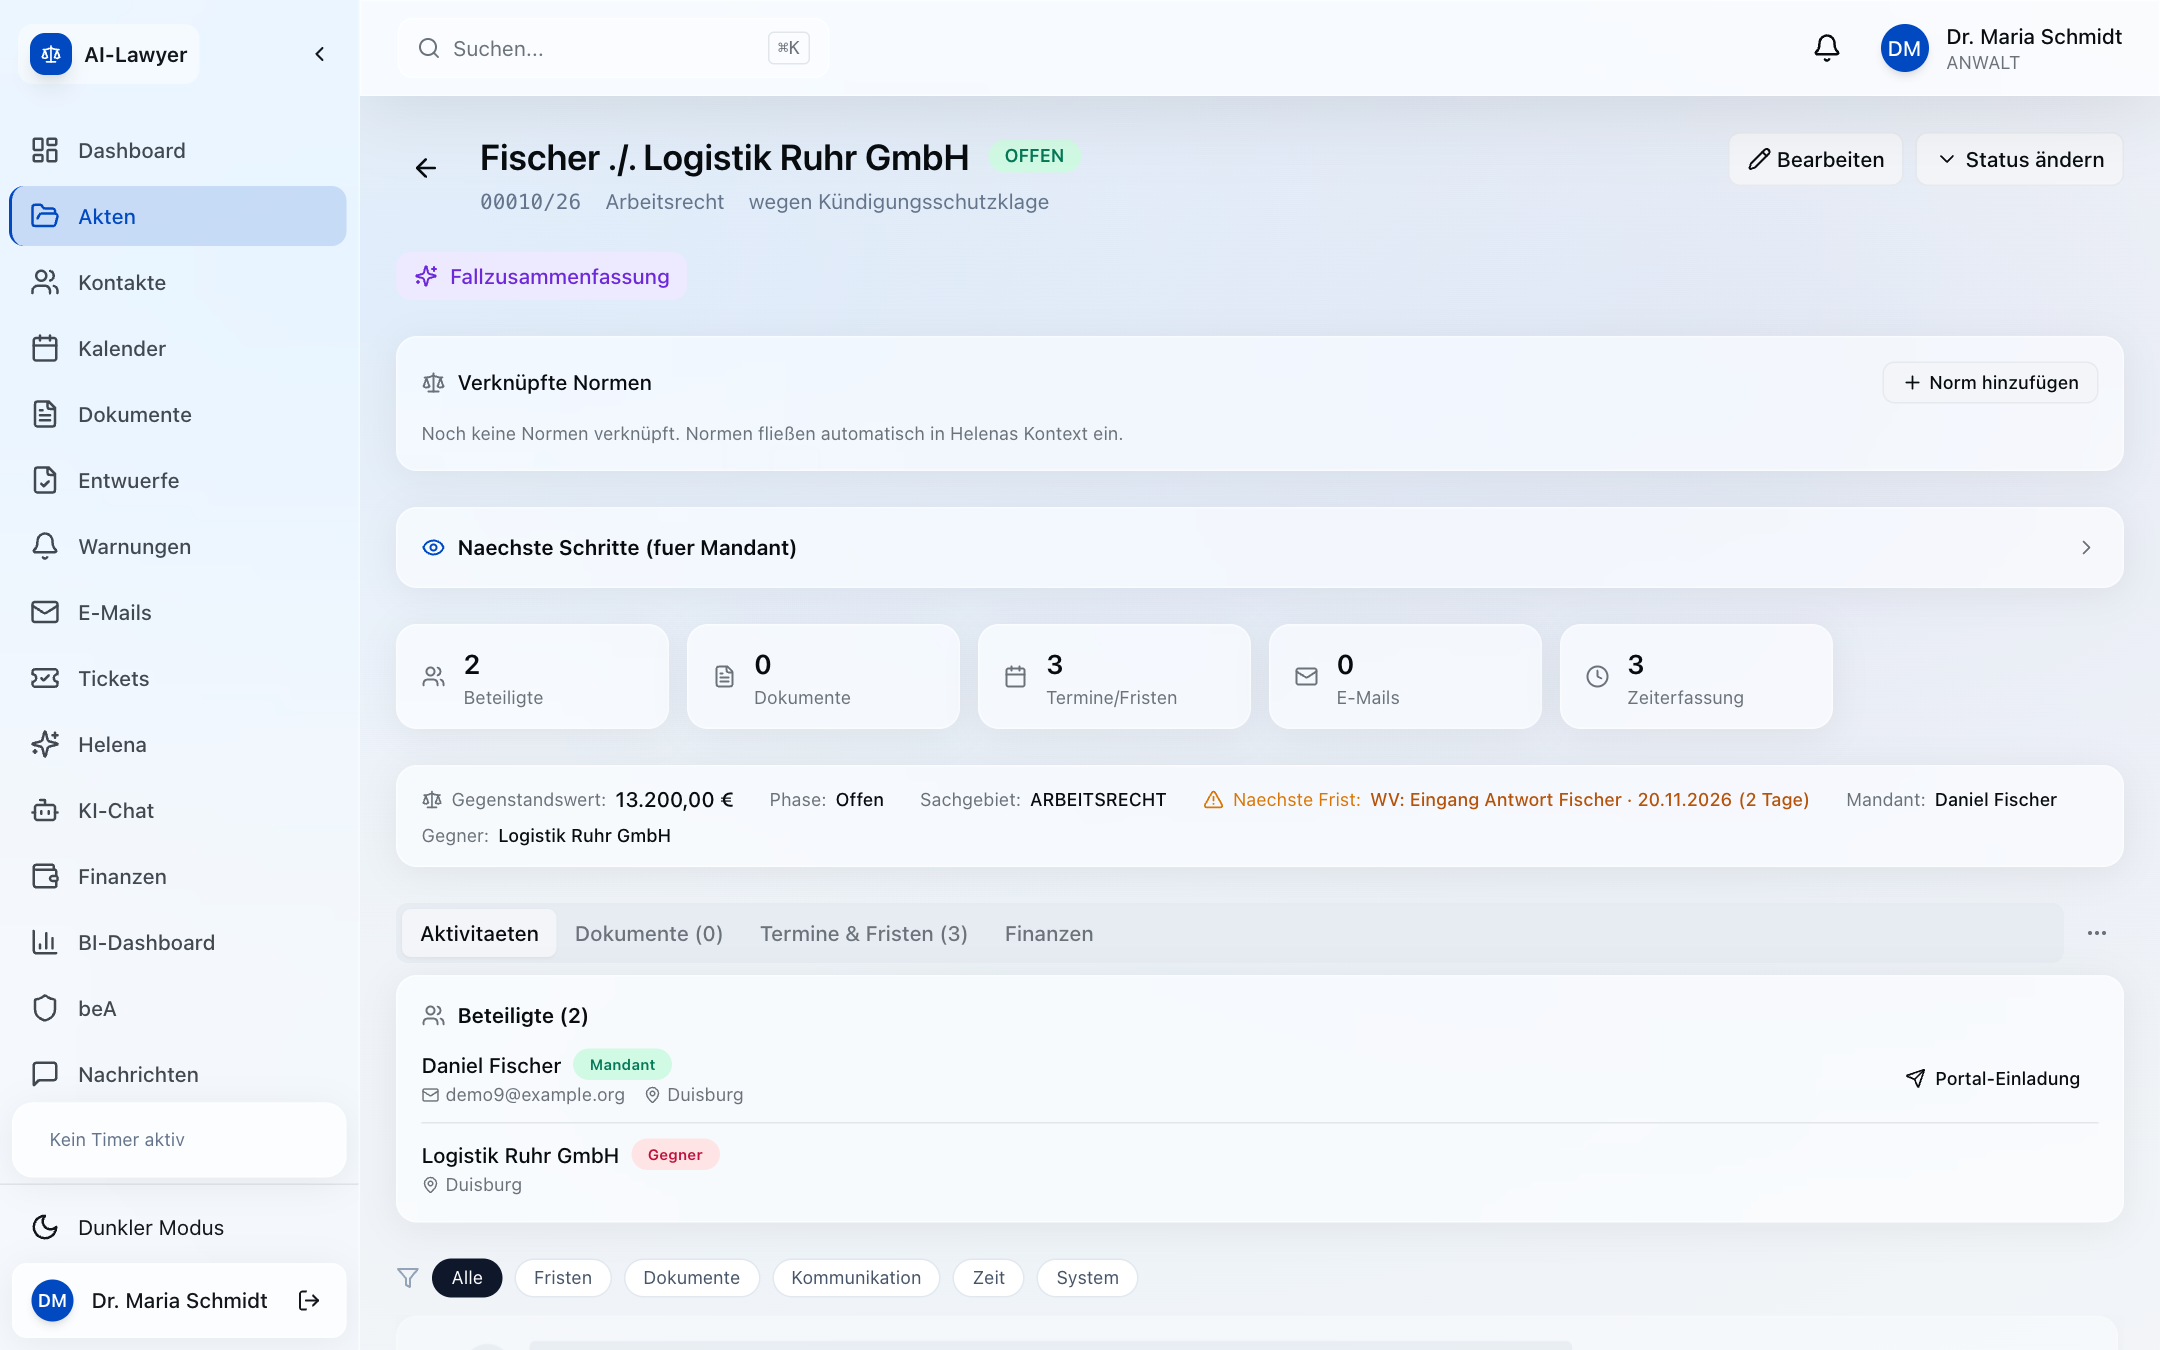 AI-Lawyer
Dashboard
Akten
Kontakte
Kalender
Dokumente
Entwuerfe
Warnungen
E-Mails
Tickets
Helena
KI-Chat
Finanzen
BI-Dashboard
beA
Nachrichten
Kein Timer aktiv
Dunkler Modus
DM Dr. Maria Schmidt
Suchen... ⌘K
DM Dr. Maria Schmidt
ANWALT
Fischer ./. Logistik Ruhr GmbH OFFEN
00010/26 Arbeitsrecht wegen Kündigungsschutzklage
Bearbeiten Status ändern
Fallzusammenfassung
Verknüpfte Normen Norm hinzufügen
Noch keine Normen verknüpft. Normen fließen automatisch in Helenas Kontext ein.
Naechste Schritte (fuer Mandant)
2 Beteiligte
0 Dokumente
3 Termine/Fristen
0 E-Mails
3 Zeiterfassung
Gegenstandswert: 13.200,00 € Phase: Offen Sachgebiet: ARBEITSRECHT Naechste Frist: WV: Eingang Antwort Fischer · 20.11.2026 (2 Tage) Mandant: Daniel Fischer
Gegner: Logistik Ruhr GmbH
Aktivitaeten Dokumente (0) Termine & Fristen (3) Finanzen
Beteiligte (2)
Daniel Fischer Mandant
demo9@example.org Duisburg
Portal-Einladung
Logistik Ruhr GmbH Gegner
Duisburg
Alle Fristen Dokumente Kommunikation Zeit System